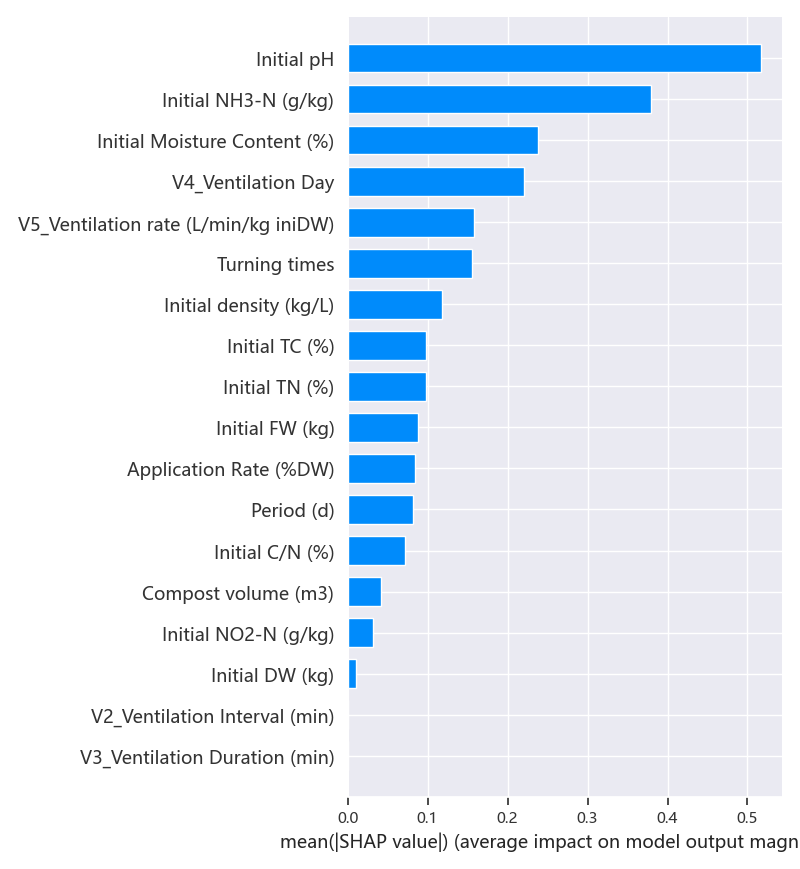 Initial pH
Initial NH3-N (g/kg)
Initial Moisture Content (%)
V4_Ventilation Day
V5_Ventilation rate (L/min/kg iniDW)
Turning times
Initial density (kg/L)
Initial TC (%)
Initial TN (%)
Initial FW (kg)
Application Rate (%DW)
Period (d)
Initial C/N (%)
Compost volume (m3)
Initial NO2-N (g/kg)
Initial DW (kg)
V2_Ventilation Interval (min)
V3_Ventilation Duration (min)
0.0 0.1 0.2 0.3 0.4 0.5
mean(|SHAP value|) (average impact on model output magn